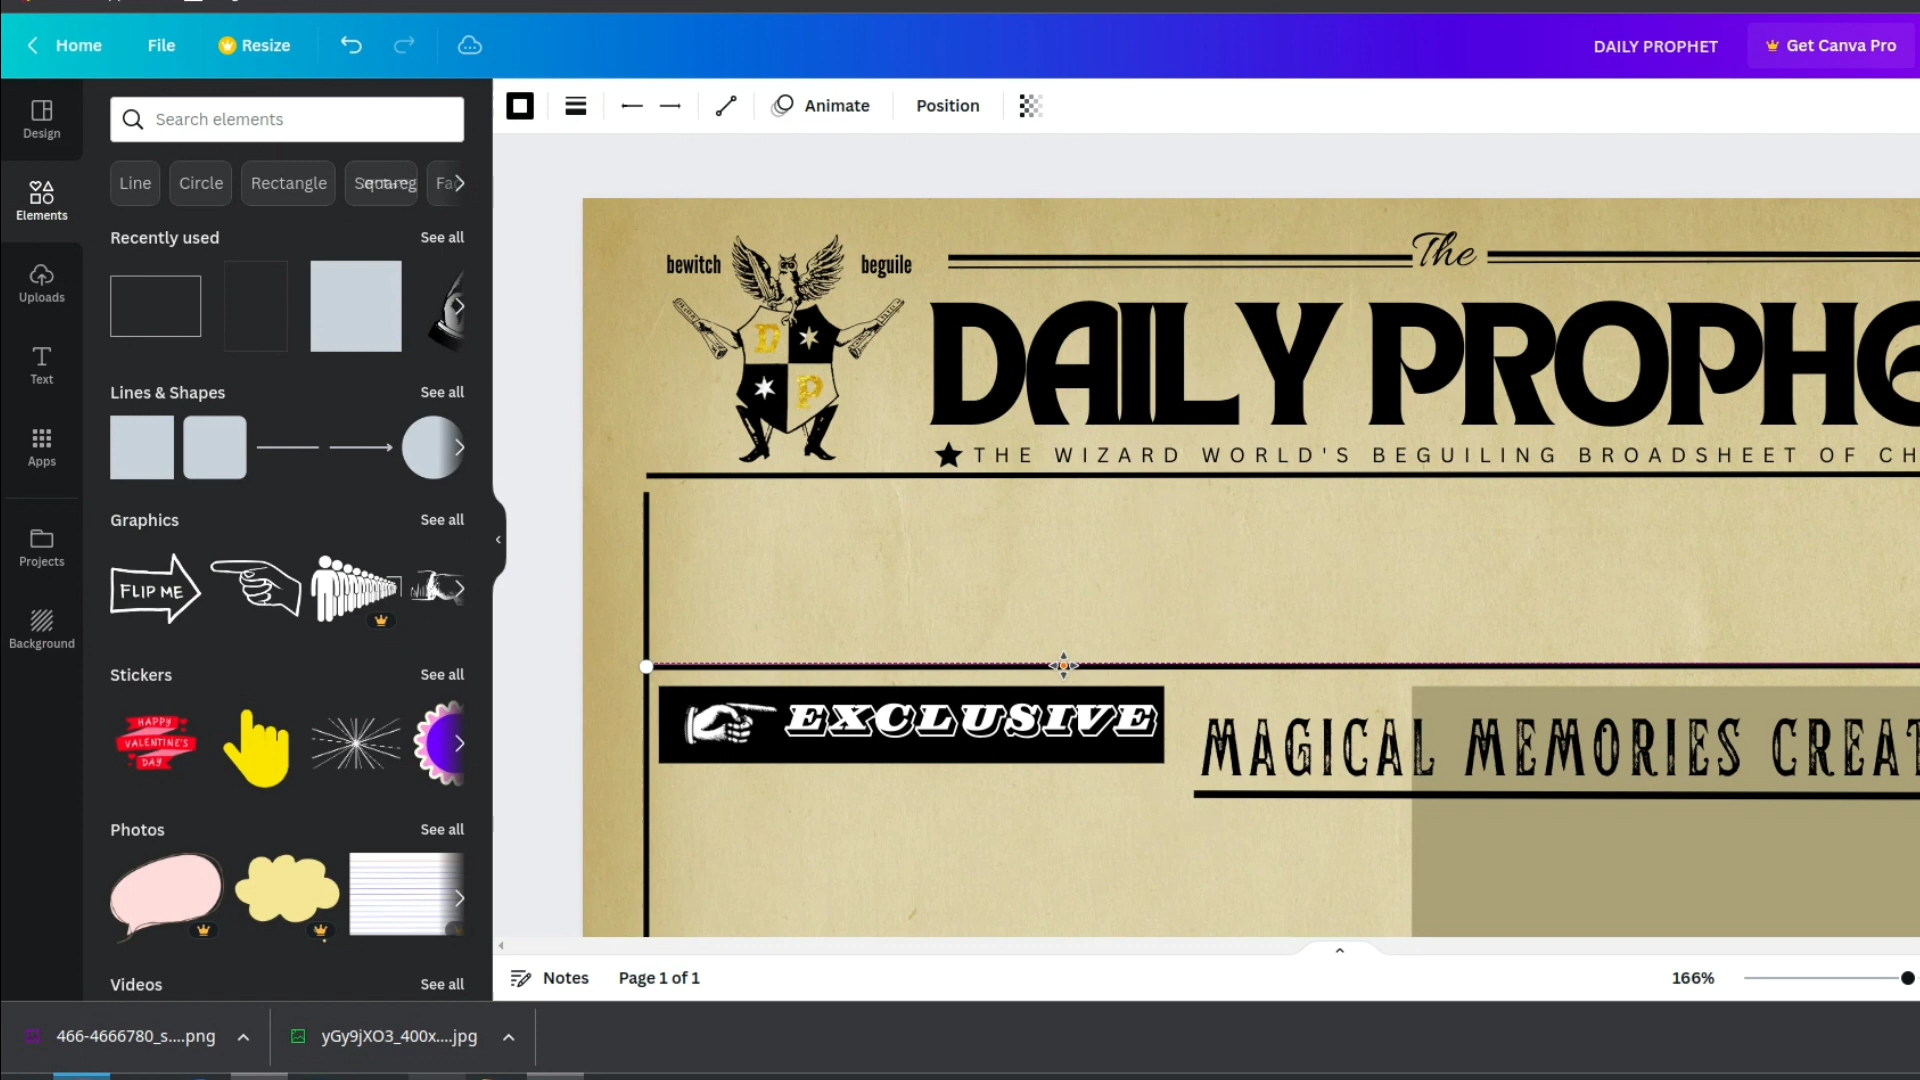 Home File Resize DAILY PROPHET Get Canva Pro
Design
Elements
Uploads
Text
Apps
Projects
Background
Search elements
Line Circle Rectangle
Recently used See all
Lines & Shapes See all
Graphics See all
FLIP ME
Stickers See all
HAPPY
VALENTINE'S
DAY
Photos See all
Videos See all
Animate Position
bewitch beguile The
D
P
DAILY PROPHE
THE WIZARD WORLD'S BEGUILING BROADSHEET OF CH
EXCLUSIVE
MAGICAL MEMORIES CREAT
Notes Page 1 of 1 166%
466-4666780_s....png yGy9jXO3_400x....jpg